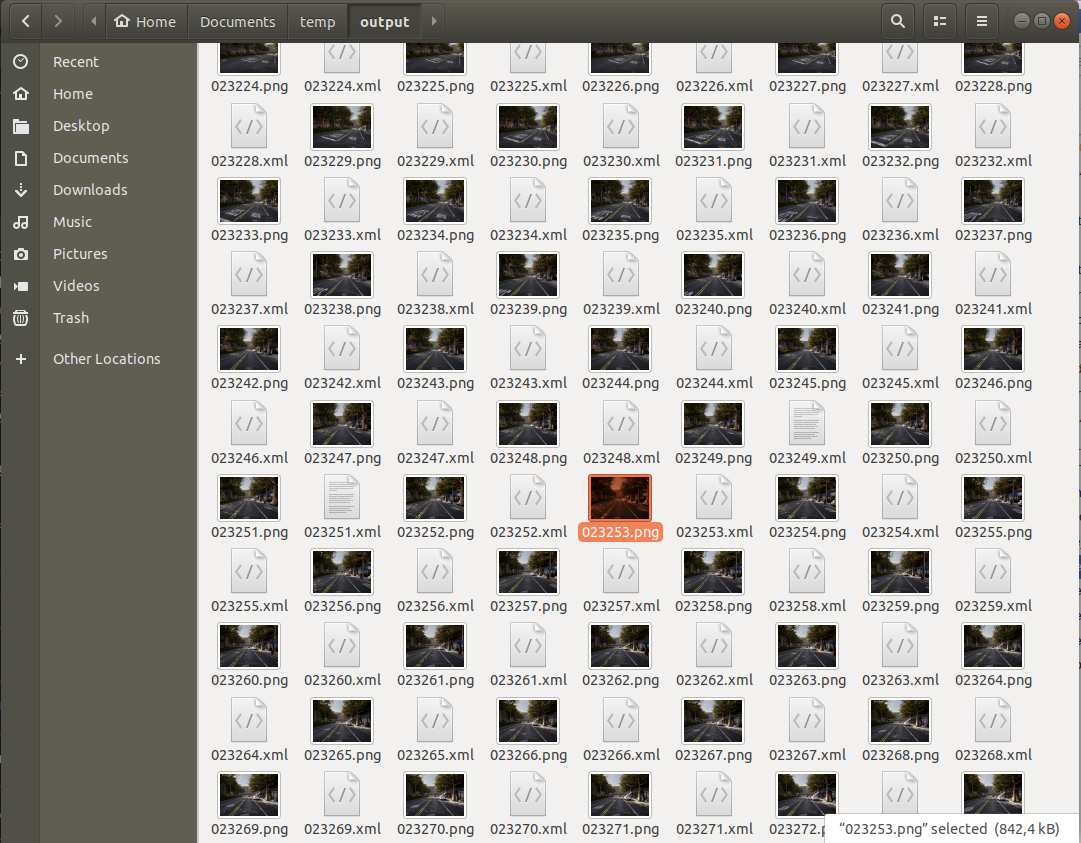 Home Documents temp output
Recent
Home
Desktop
Documents
Downloads
Music
Pictures
Videos
Trash
Other Locations
023224.png 023224.xml 023225.png 023225.xml 023226.png 023226.xml 023227.png 023227.xml 023228.png
023228.xml 023229.png 023229.xml 023230.png 023230.xml 023231.png 023231.xml 023232.png 023232.xml
023233.png 023233.xml 023234.png 023234.xml 023235.png 023235.xml 023236.png 023236.xml 023237.png
023237.xml 023238.png 023238.xml 023239.png 023239.xml 023240.png 023240.xml 023241.png 023241.xml
023242.png 023242.xml 023243.png 023243.xml 023244.png 023244.xml 023245.png 023245.xml 023246.png
023246.xml 023247.png 023247.xml 023248.png 023248.xml 023249.png 023249.xml 023250.png 023250.xml
023251.png 023251.xml 023252.png 023252.xml 023253.png 023253.xml 023254.png 023254.xml 023255.png
023255.xml 023256.png 023256.xml 023257.png 023257.xml 023258.png 023258.xml 023259.png 023259.xml
023260.png 023260.xml 023261.png 023261.xml 023262.png 023262.xml 023263.png 023263.xml 023264.png
023264.xml 023265.png 023265.xml 023266.png 023266.xml 023267.png 023267.xml 023268.png 023268.xml
023269.png 023269.xml 023270.png 023270.xml 023271.png 023271.xml 023272.p
“023253.png” selected (842,4 kB)